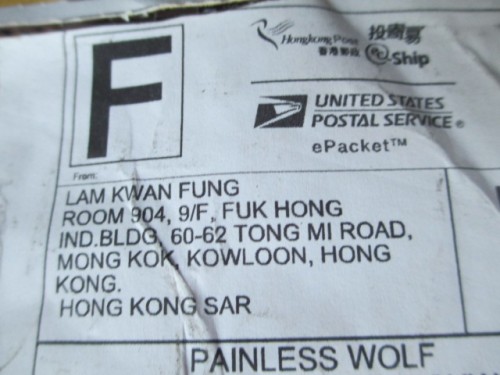 F
Hongkong Post
香港郵政
投寄易
ec-Ship
UNITED STATES
POSTAL SERVICE®
ePacket™
From:
LAM KWAN FUNG
ROOM 904, 9/F, FUK HONG
IND.BLDG, 60-62 TONG MI ROAD,
MONG KOK, KOWLOON, HONG
KONG.
HONG KONG SAR
PAINLESS WOLF